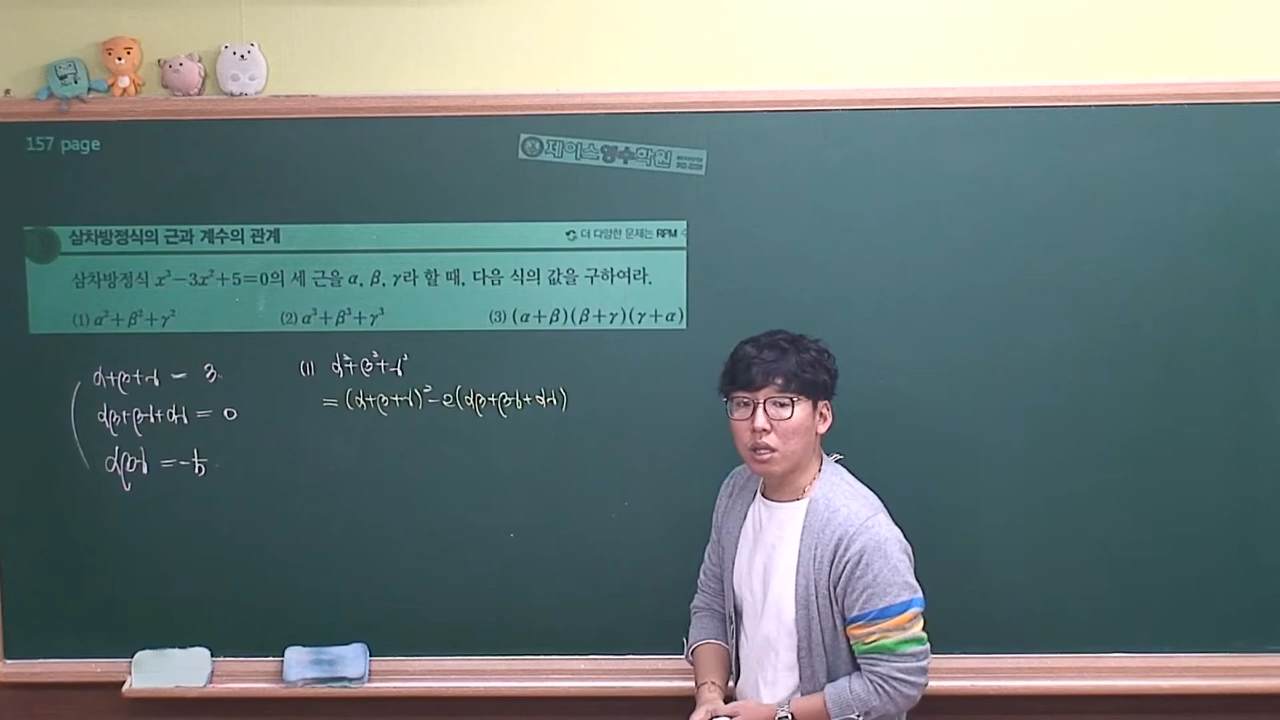 157 page
제이스영수학원
삼차방정식의 근과 계수의 관계
더 다양한 문제는 RPM
삼차방정식 x³−3x²+5=0의 세 근을 α, β, γ라 할 때, 다음 식의 값을 구하여라.
(1) α²+β²+γ² (2) α³+β³+γ³ (3) (α+β)(β+γ)(γ+α)
α+β+γ = 3
αβ+βγ+αγ = 0
αβγ = -5
(1) α²+β²+γ²
= (α+β+γ)² - 2(αβ+βγ+αγ)